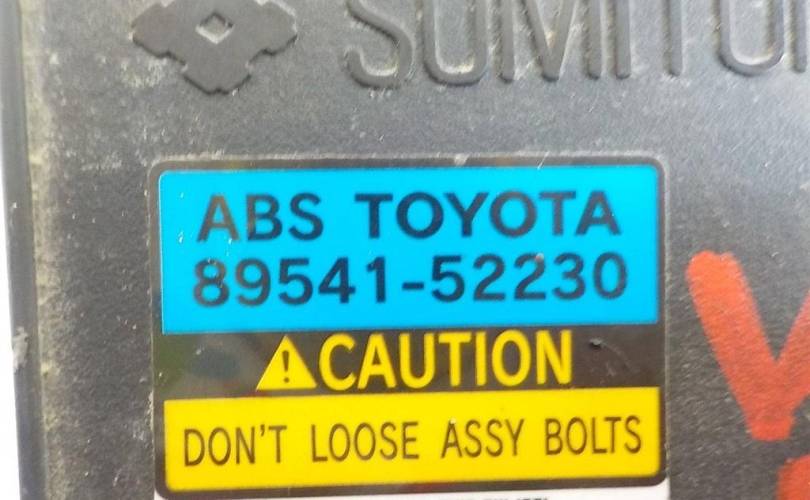 ABS TOYOTA
89541-52230
CAUTION
DON'T LOOSE ASSY BOLTS